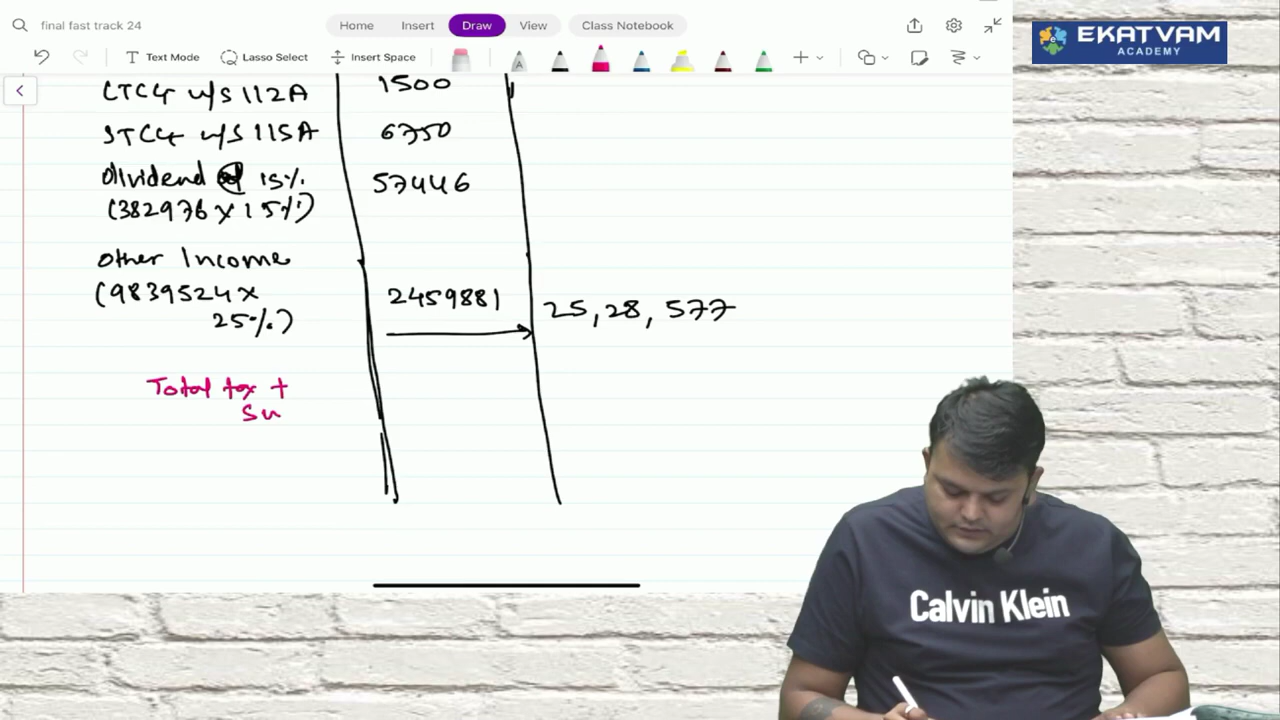 final fast track 24
Home Insert Draw View Class Notebook
Text Mode Lasso Select Insert Space
EKATVAM
ACADEMY
LTCG u/s 112A 1500
STCG u/s 115A 6750
Dividend @ 15% 57446
(382976 x 15%)
Other Income
(9839524 x 2459881 25,28,577
25%)
Total tax +
Su
Calvin Klein